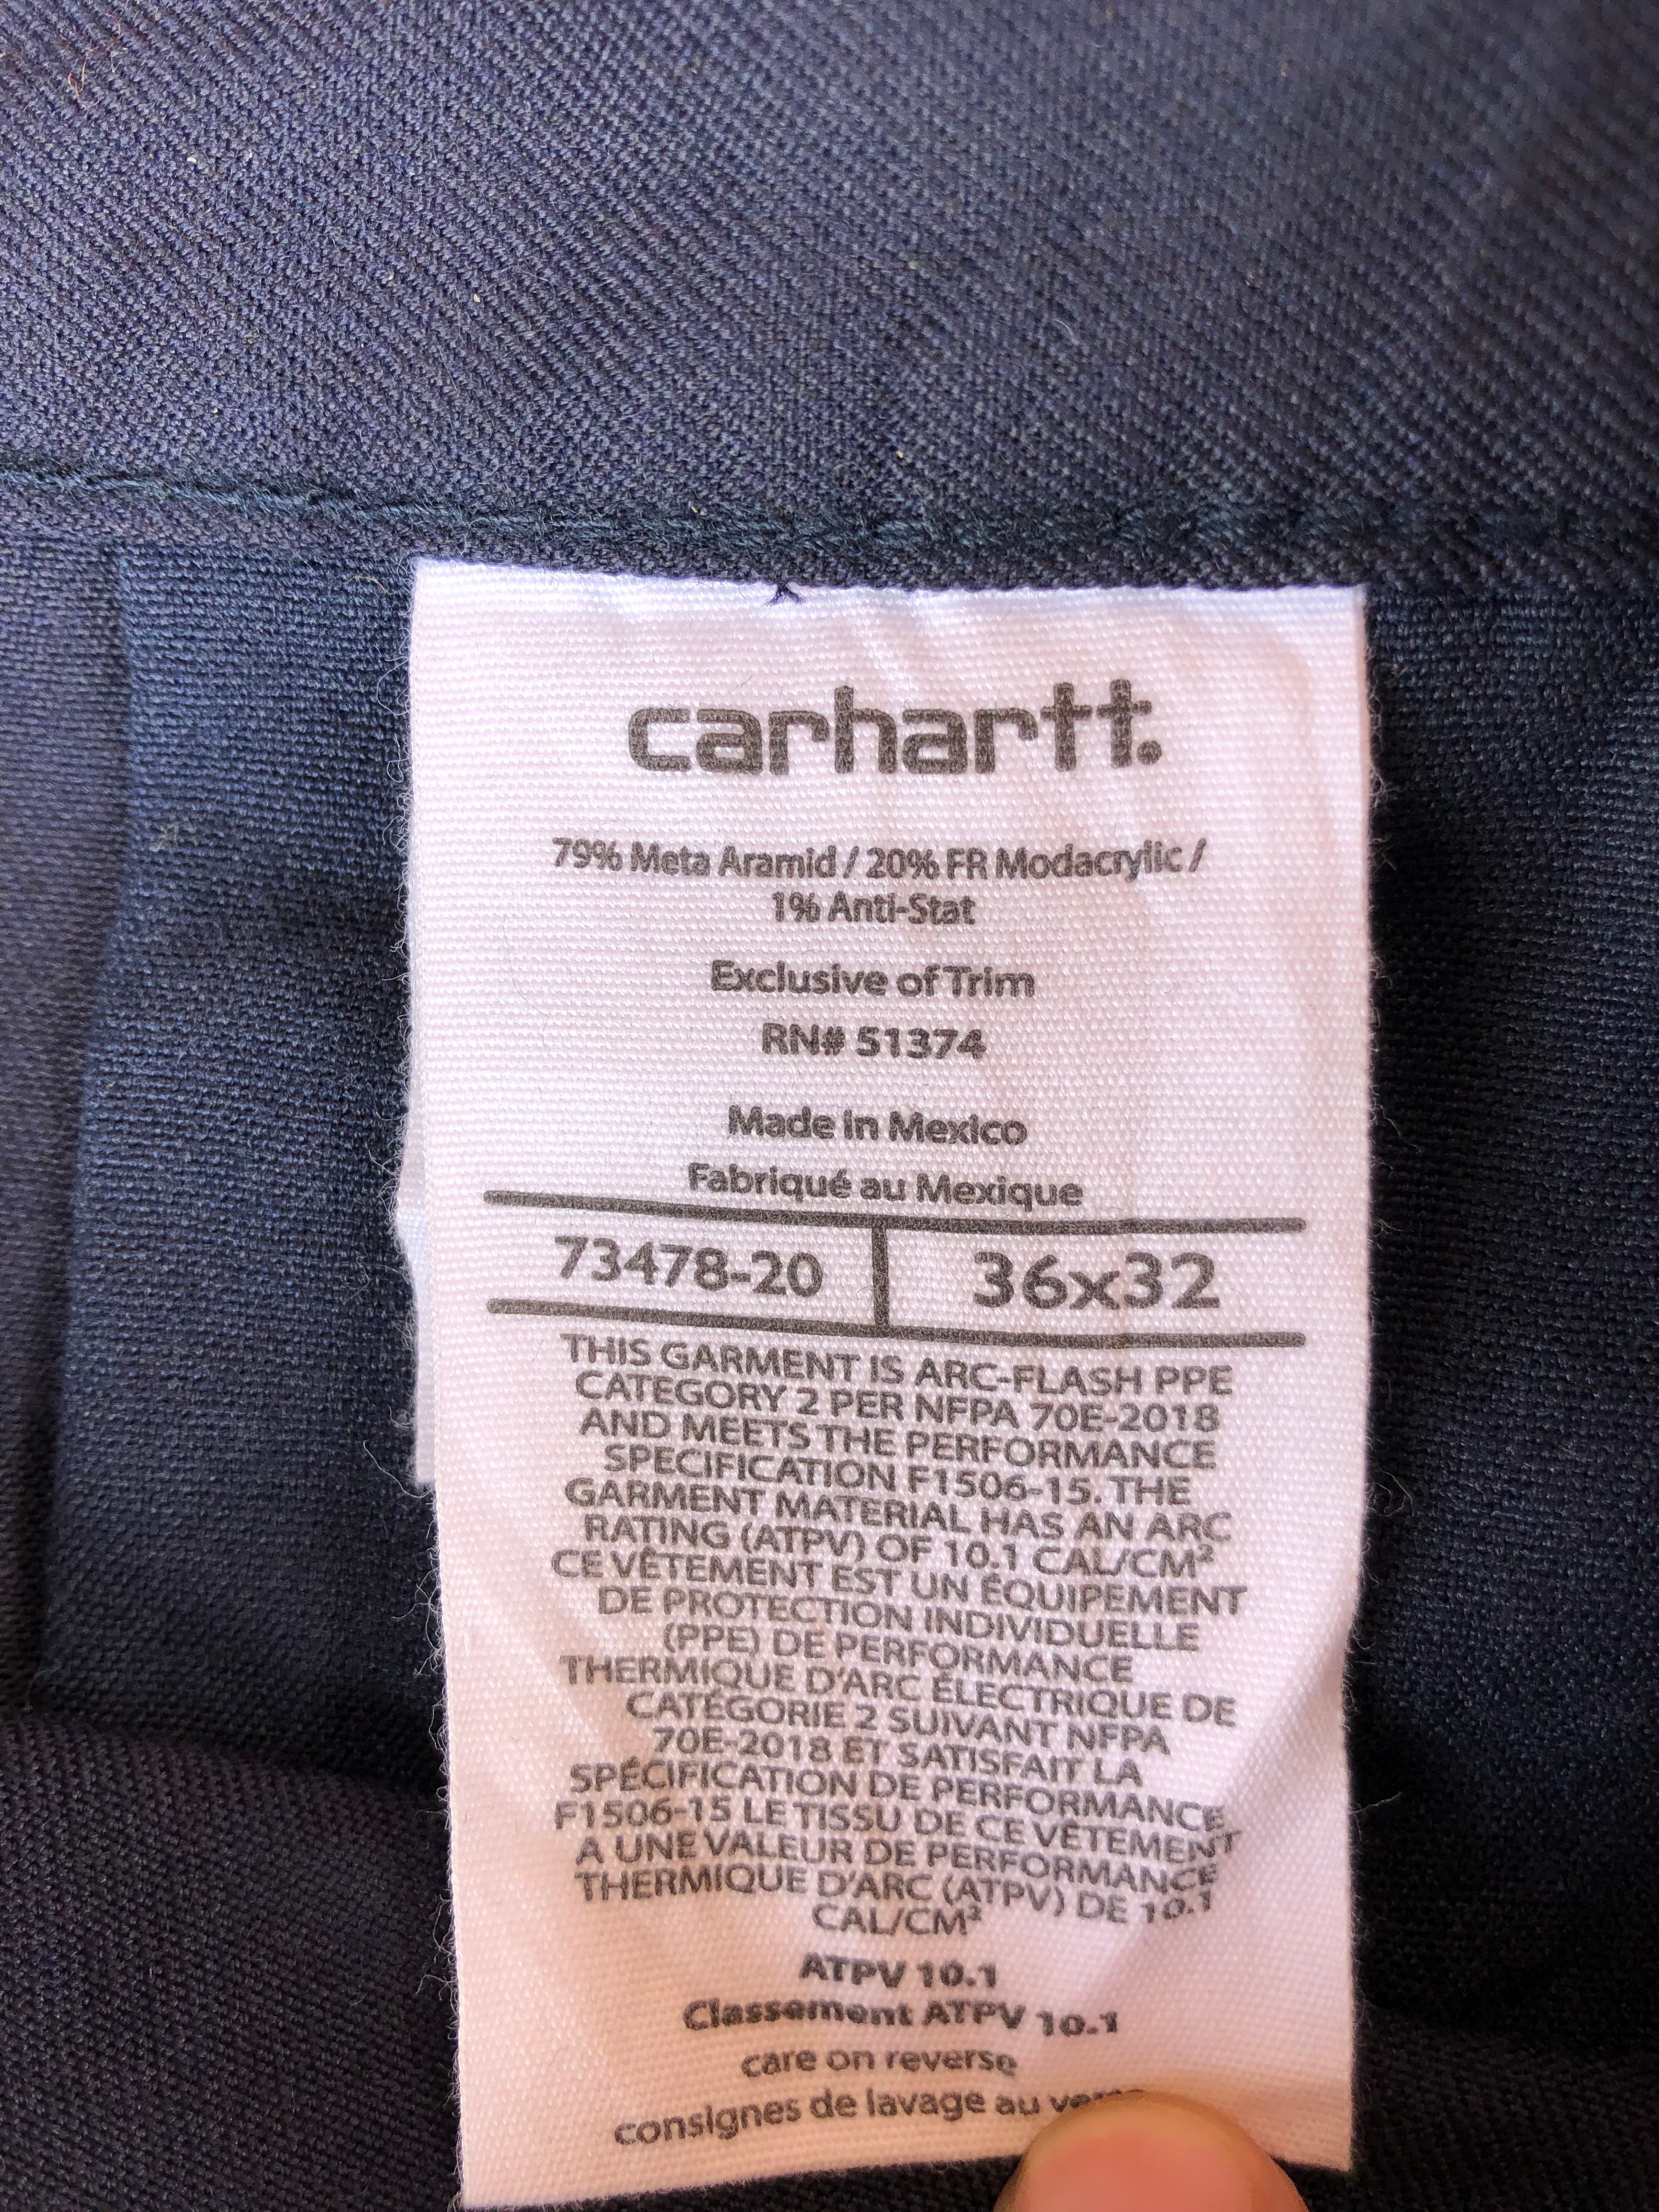 carhartt.
79% Meta Aramid / 20% FR Modacrylic /
1% Anti-Stat
Exclusive of Trim
RN# 51374
Made in Mexico
Fabriqué au Mexique
73478-20 36x32
THIS GARMENT IS ARC-FLASH PPE
CATEGORY 2 PER NFPA 70E-2018
AND MEETS THE PERFORMANCE
SPECIFICATION F1506-15. THE
GARMENT MATERIAL HAS AN ARC
RATING (ATPV) OF 10.1 CAL/CM²
CE VÊTEMENT EST UN ÉQUIPEMENT
DE PROTECTION INDIVIDUELLE
(PPE) DE PERFORMANCE
THERMIQUE D'ARC ÉLECTRIQUE DE
CATÉGORIE 2 SUIVANT NFPA
70E-2018 ET SATISFAIT LA
SPÉCIFICATION DE PERFORMANCE
F1506-15 LE TISSU DE CE VÊTEMENT
A UNE VALEUR DE PERFORMANCE
THERMIQUE D'ARC (ATPV) DE 10.1
CAL/CM²
ATPV 10.1
Classement ATPV 10.1
care on reverse
consignes de lavage au